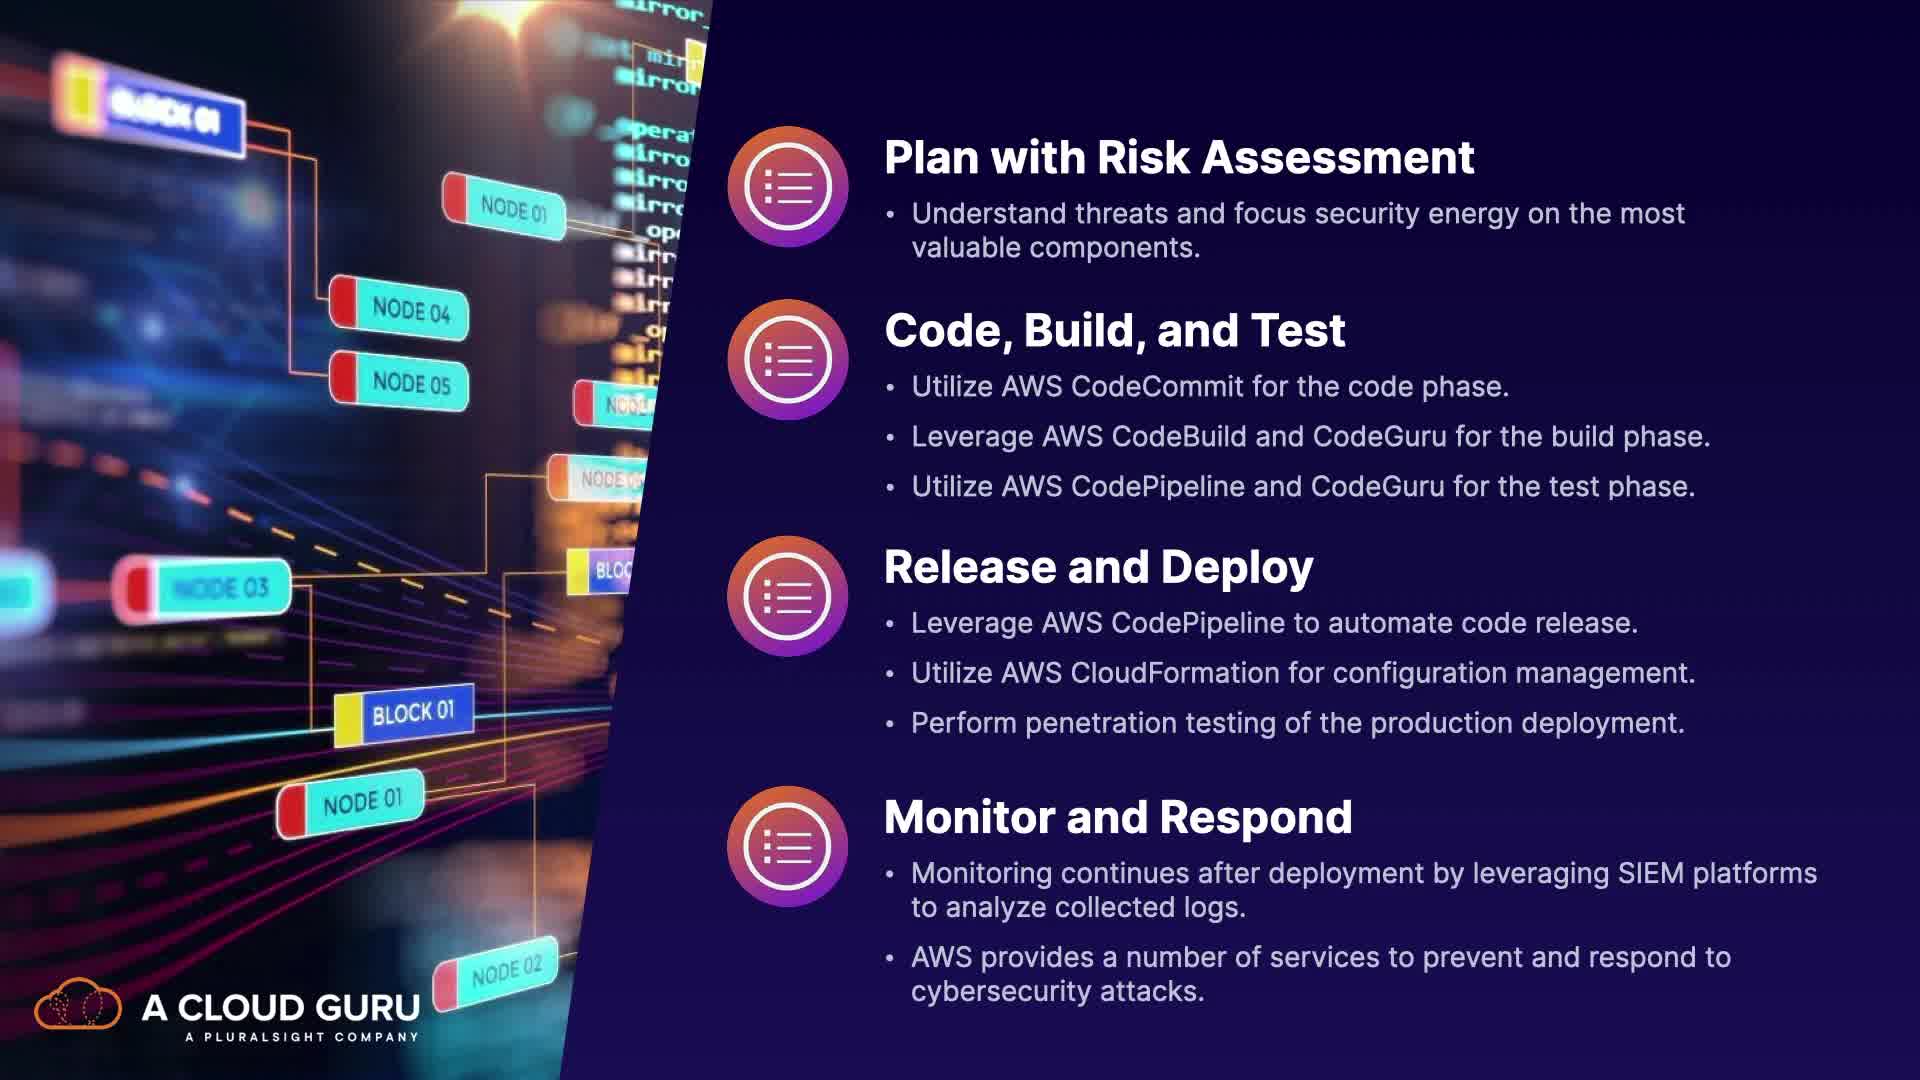 Plan with Risk Assessment
• Understand threats and focus security energy on the most
valuable components.
Code, Build, and Test
• Utilize AWS CodeCommit for the code phase.
• Leverage AWS CodeBuild and CodeGuru for the build phase.
• Utilize AWS CodePipeline and CodeGuru for the test phase.
Release and Deploy
• Leverage AWS CodePipeline to automate code release.
• Utilize AWS CloudFormation for configuration management.
• Perform penetration testing of the production deployment.
Monitor and Respond
• Monitoring continues after deployment by leveraging SIEM platforms
to analyze collected logs.
• AWS provides a number of services to prevent and respond to
cybersecurity attacks.
BLOCK 01
NODE 01
NODE 04
NODE 05
NODE 03
BLOCK 01
NODE 01
NODE 02
A CLOUD GURU
A PLURALSIGHT COMPANY